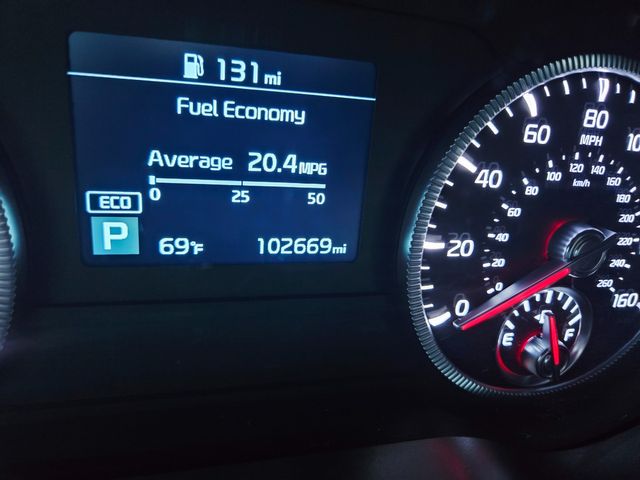 131 mi
Fuel Economy
Average 20.4 MPG
0 25 50
ECO
P 69°F 102669 mi
0 20 40 60 80
MPH
0 20 40 60 80 100 120 140 160 180 200 220 240 260
km/h
160
E F